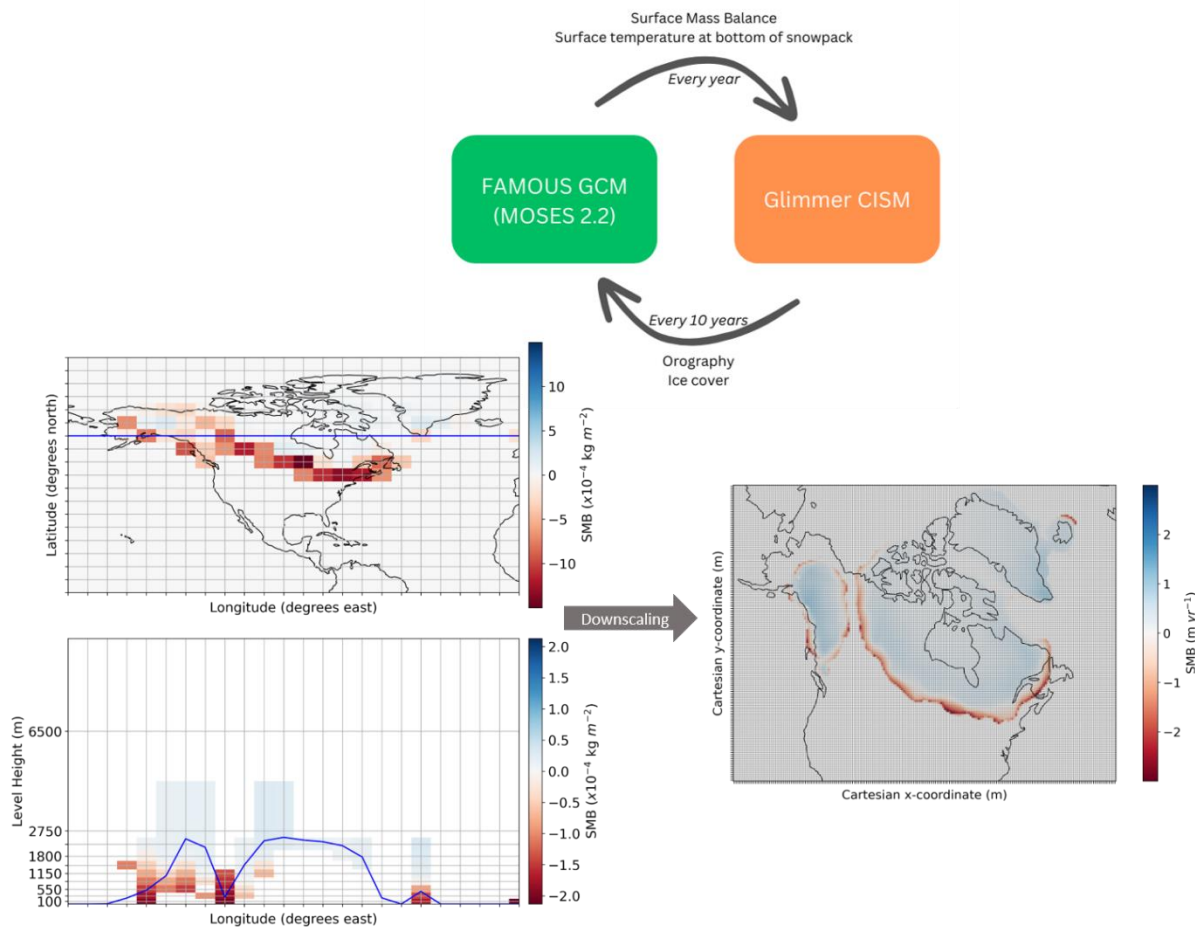 Surface Mass Balance
Surface temperature at bottom of snowpack
Every year
FAMOUS GCM
(MOSES 2.2)
Glimmer CISM
Every 10 years
Orography
Ice cover
Latitude (degrees north)
Longitude (degrees east)
10
5
0
−5
−10
SMB (x10⁻⁴ kg m⁻²)
Downscaling
Level Height (m)
6500
2750
1800
1150
550
100
Longitude (degrees east)
2.0
1.5
1.0
0.5
0.0
−0.5
−1.0
−1.5
−2.0
SMB (x10⁻⁴ kg m⁻²)
Cartesian y-coordinate (m)
Cartesian x-coordinate (m)
2
1
0
−1
−2
SMB (m yr⁻¹)